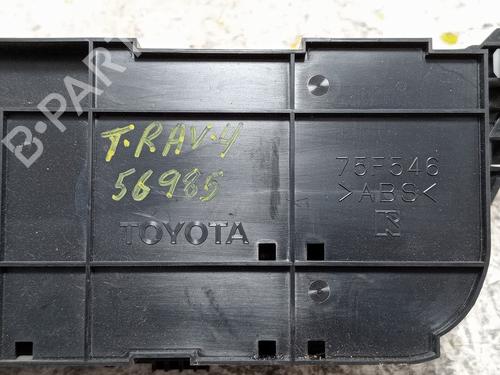 B-PARTS
T.RAV.4
56985
TOYOTA
75F546
>ABS<